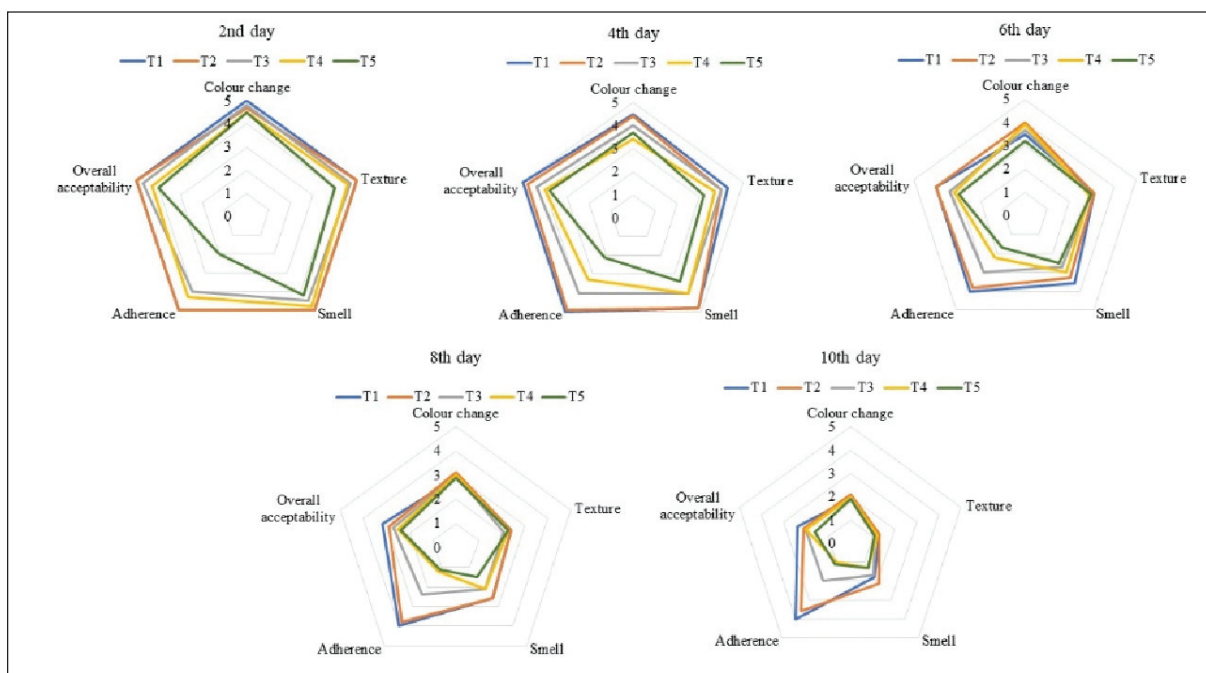 2nd day
T1 T2 T3 T4 T5
Colour change
5
4
3
2
1
0
Overall
acceptability
Texture
Adherence
Smell
4th day
T1 T2 T3 T4 T5
Colour change
5
4
3
2
1
0
Overall
acceptability
Texture
Adherence
Smell
6th day
T1 T2 T3 T4 T5
Colour change
5
4
3
2
1
0
Overall
acceptability
Texture
Adherence
Smell
8th day
T1 T2 T3 T4 T5
Colour change
5
4
3
2
1
0
Overall
acceptability
Texture
Adherence
Smell
10th day
T1 T2 T3 T4 T5
Colour change
5
4
3
2
1
0
Overall
acceptability
Texture
Adherence
Smell